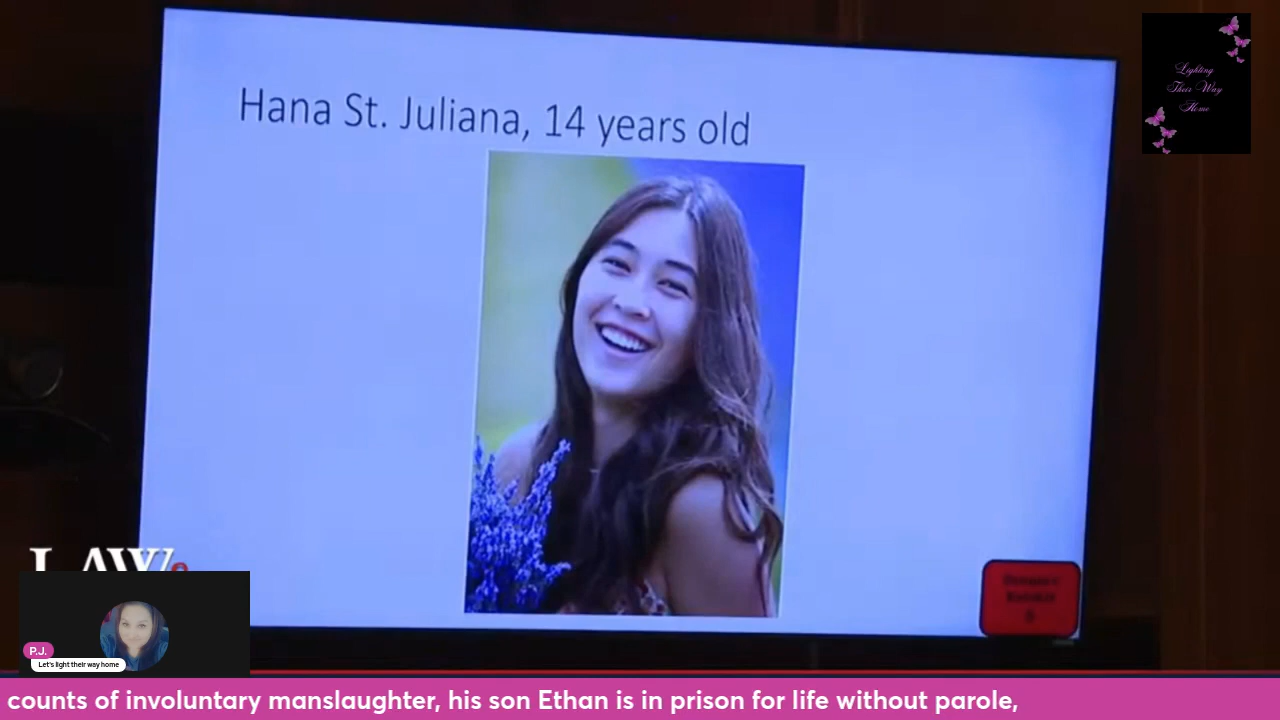 Hana St. Juliana, 14 years old
Lighting
Their Way
Home
LAW&
P.J.
Let's light their way home
counts of involuntary manslaughter, his son Ethan is in prison for life without parole,